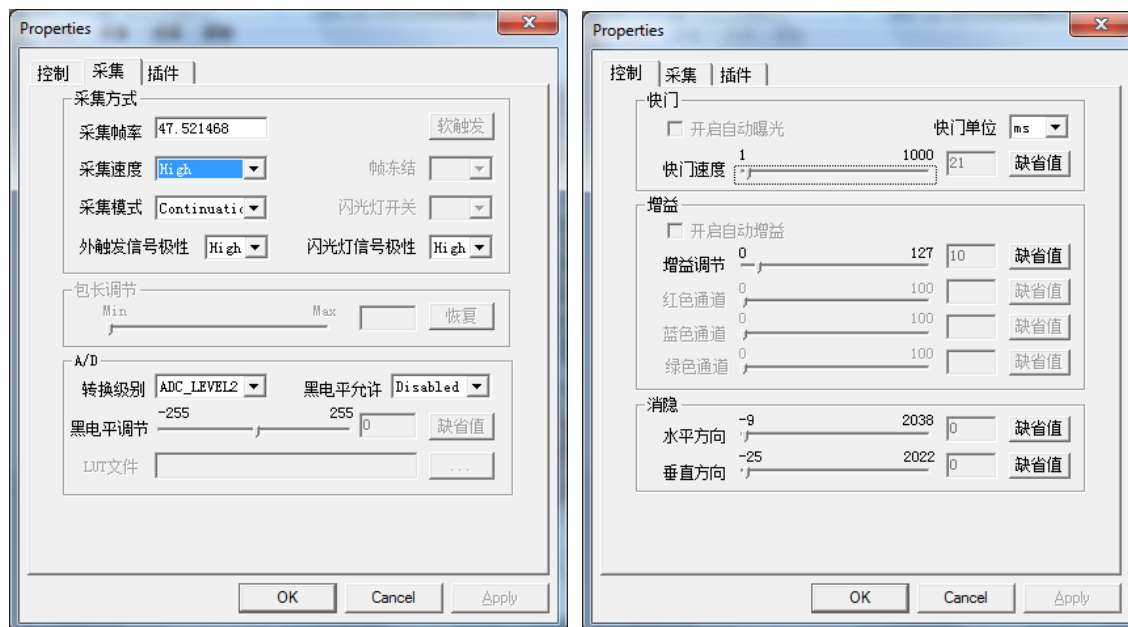 Properties
控制 采集 插件
采集方式
采集帧率 47.521468 软触发
采集速度 High 帧冻结
采集模式 Continuatic 闪光灯开关
外触发信号极性 High 闪光灯信号极性 High
包长调节
Min Max 恢复
A/D
转换级别 ADC_LEVEL2 黑电平允许 Disabled
-255 255
黑电平调节 0 缺省值
LUT文件 ...
OK Cancel Apply
Properties
控制 采集 插件
快门
开启自动曝光 快门单位 ms
1 1000
快门速度 21 缺省值
增益
开启自动增益
0 127
增益调节 10 缺省值
0 100
红色通道 缺省值
0 100
蓝色通道 缺省值
0 100
绿色通道 缺省值
消隐
-9 2038
水平方向 0 缺省值
-25 2022
垂直方向 0 缺省值
OK Cancel Apply